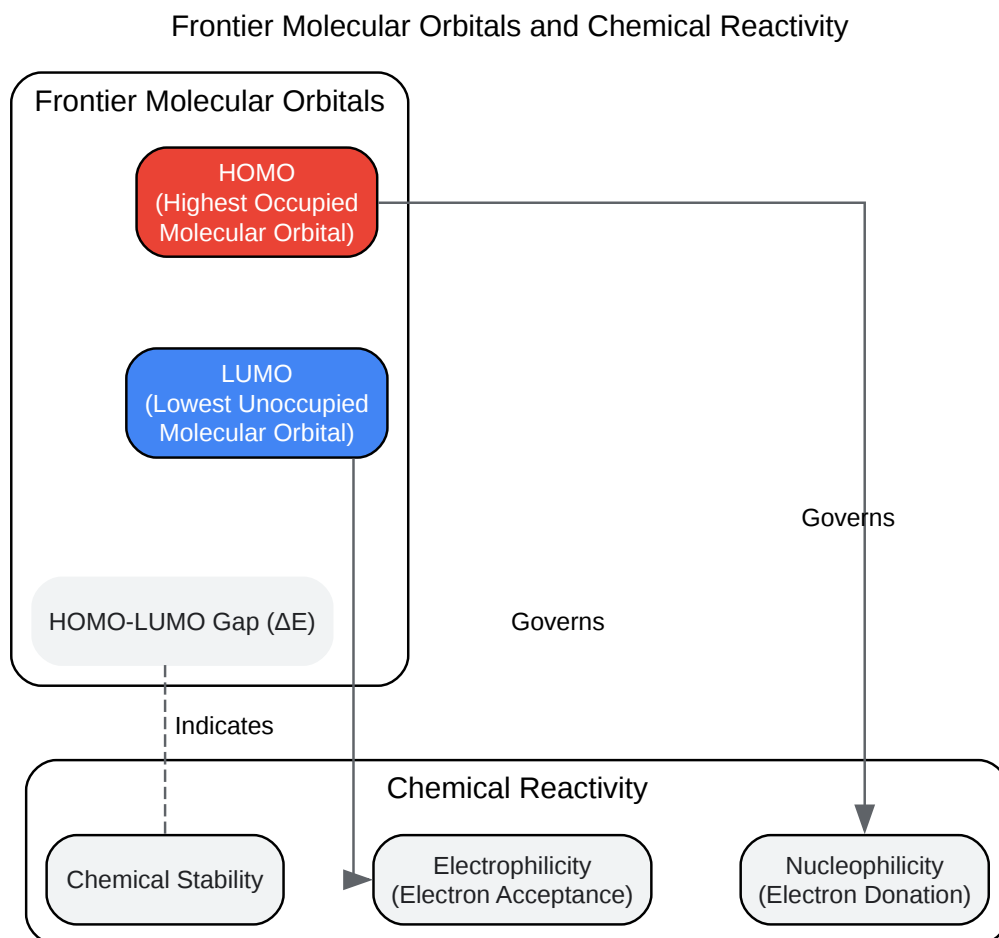 Frontier Molecular Orbitals and Chemical Reactivity
Frontier Molecular Orbitals
HOMO
(Highest Occupied
Molecular Orbital)
LUMO
(Lowest Unoccupied
Molecular Orbital)
Governs
HOMO-LUMO Gap (ΔE)
Governs
Indicates
Chemical Reactivity
Chemical Stability
Electrophilicity
(Electron Acceptance)
Nucleophilicity
(Electron Donation)